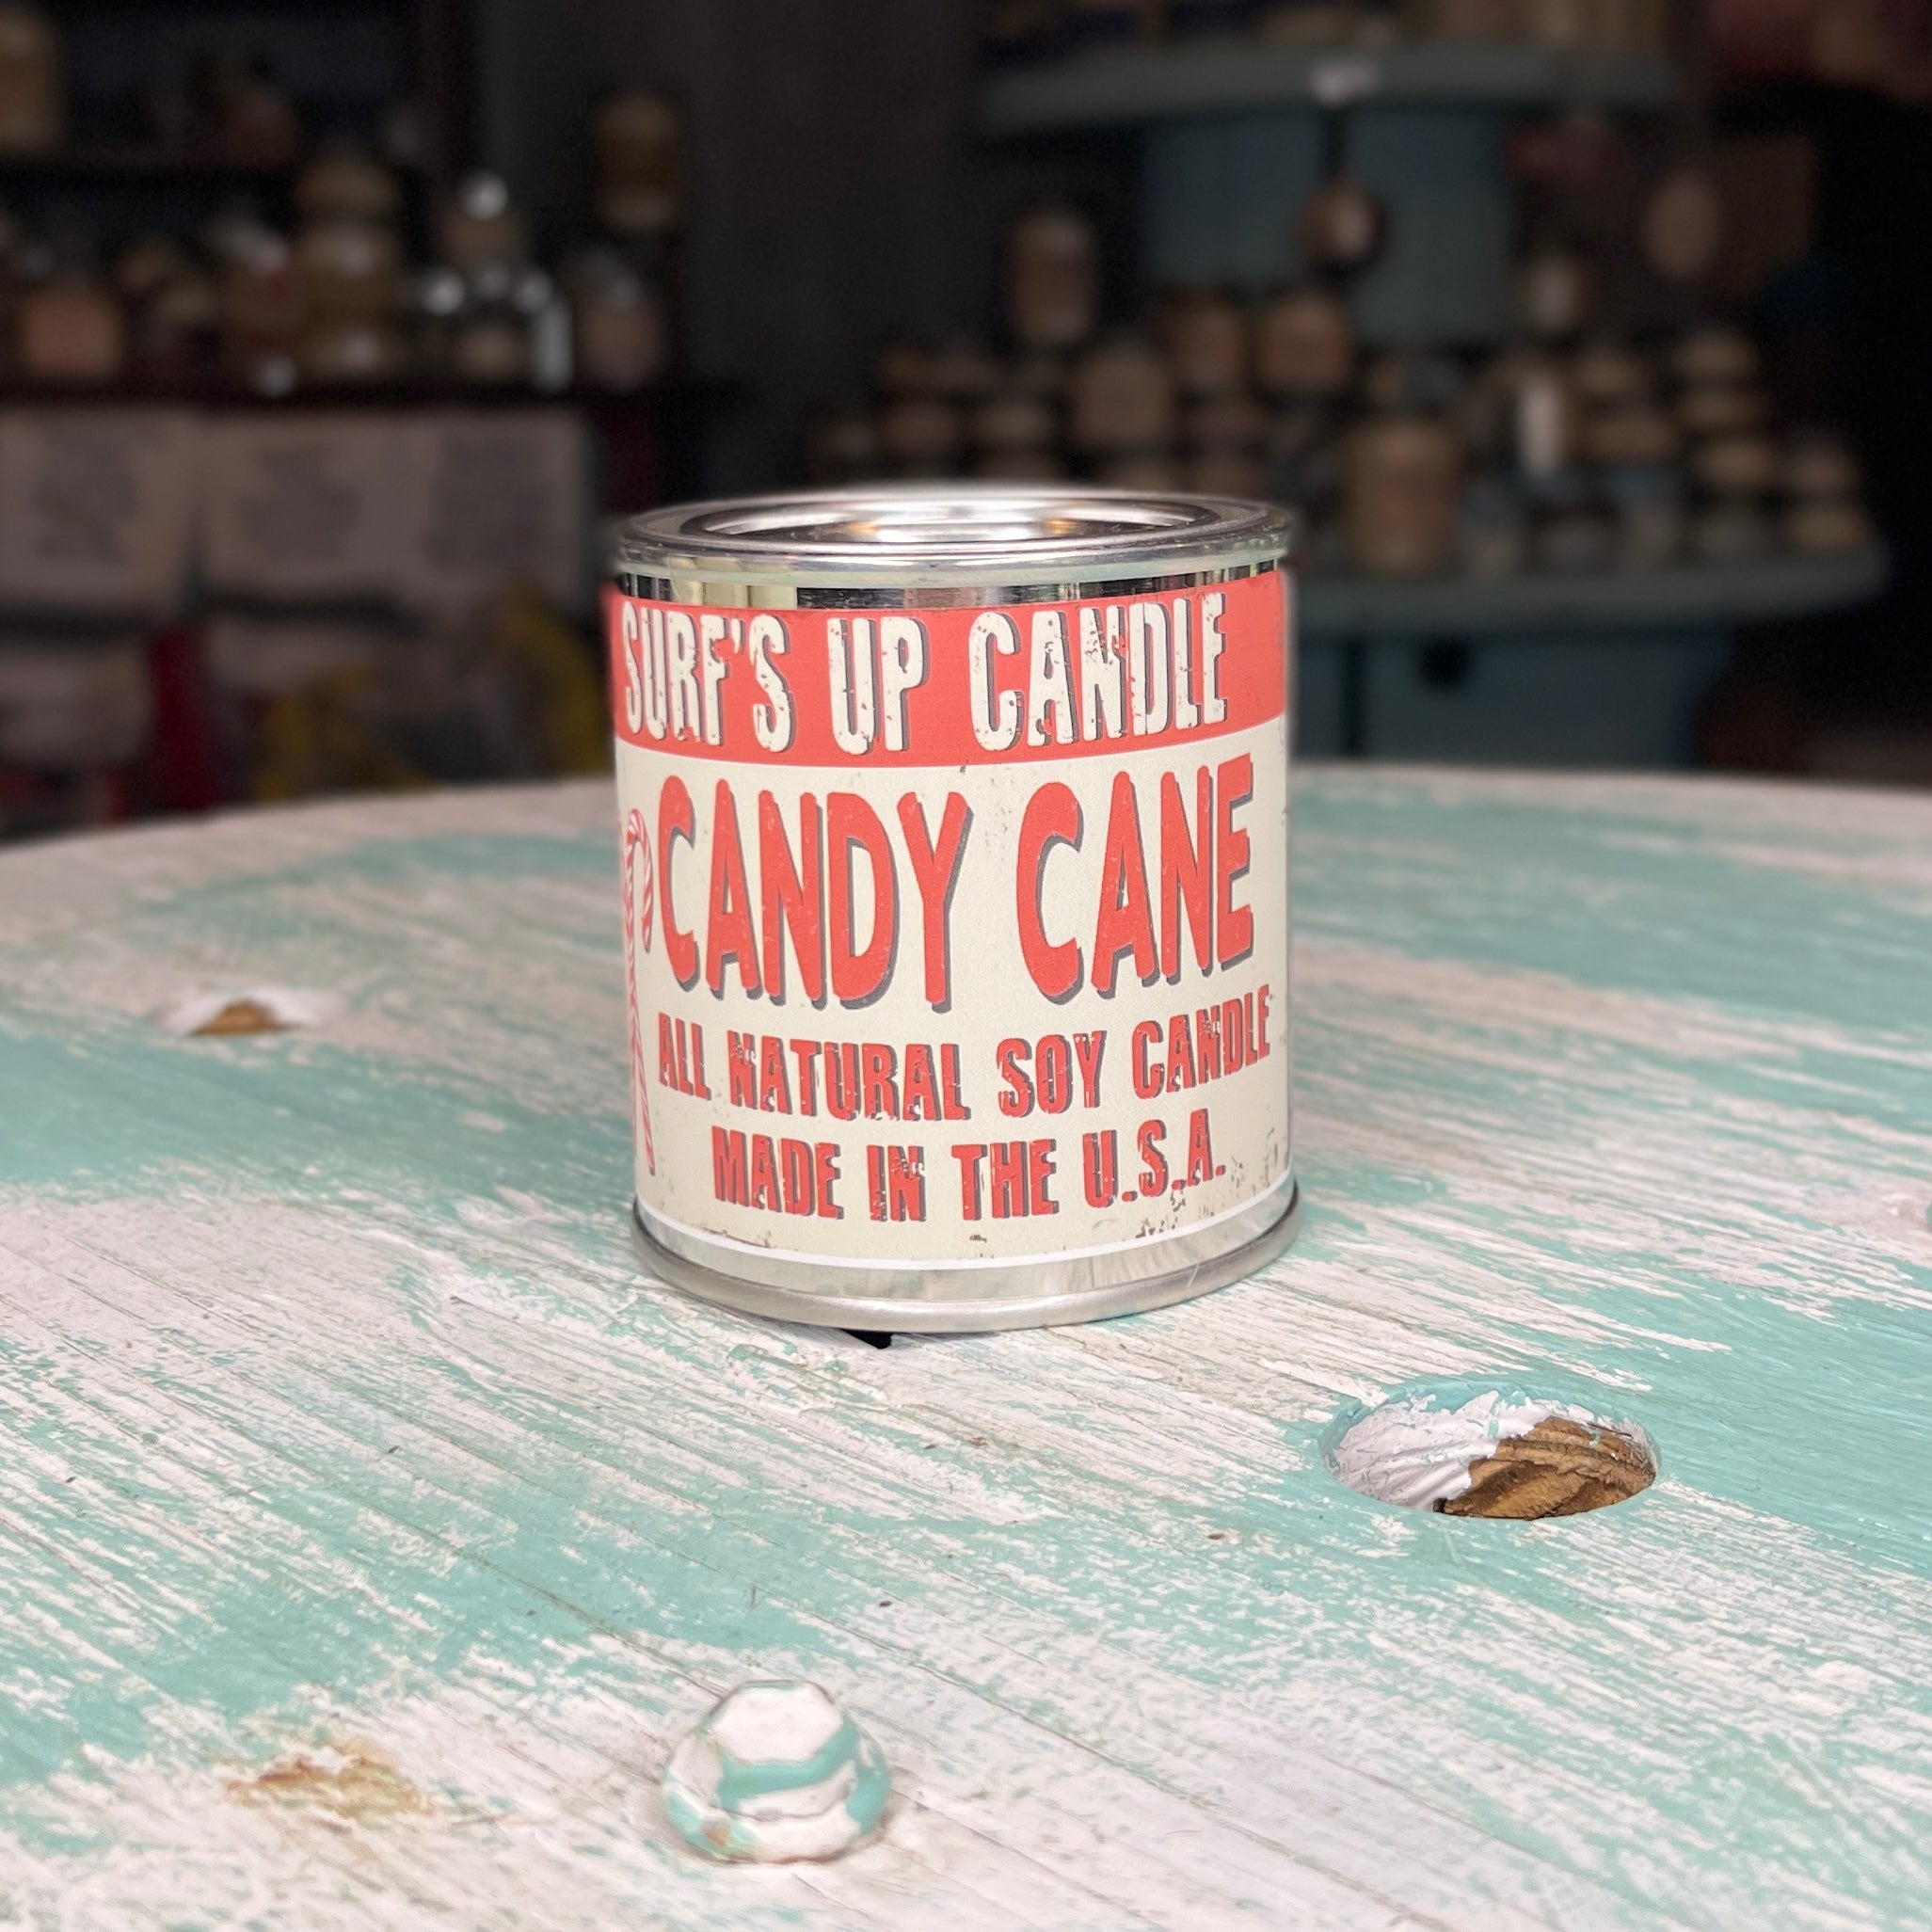 SURF'S UP CANDLE
CANDY CANE
ALL NATURAL SOY CANDLE
MADE IN THE U.S.A.